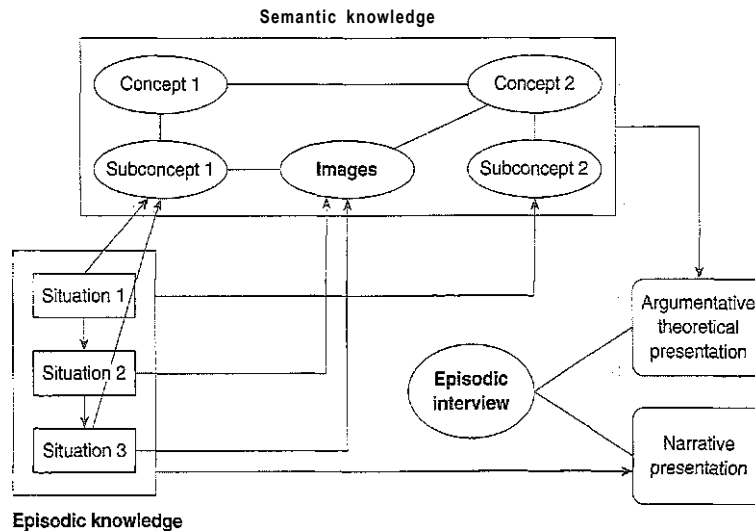 Semantic knowledge
Concept 1
Concept 2
Subconcept 1
Images
Subconcept 2
Situation 1
Situation 2
Situation 3
Episodic knowledge
Episodic
interview
Argumentative
theoretical
presentation
Narrative
presentation